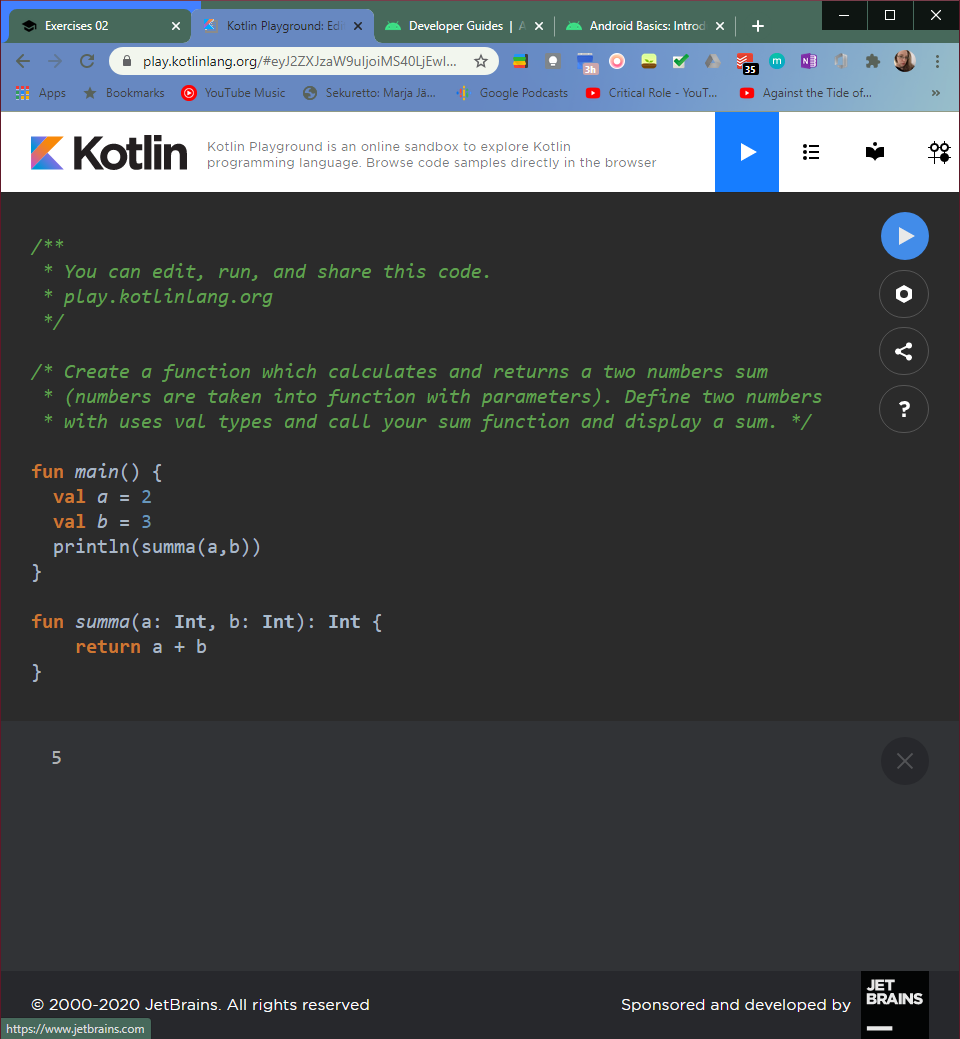 Exercises 02
Kotlin Playground: Edi
Developer Guides | A
Android Basics: Introd
play.kotlinlang.org/#eyJ2ZXJzaW9uIjoiMS40LjEwI...
3h
35
Apps
Bookmarks
YouTube Music
Sekuretto: Marja Jä...
Google Podcasts
Critical Role - YouT...
Against the Tide of...
»
Kotlin
Kotlin Playground is an online sandbox to explore Kotlin
programming language. Browse code samples directly in the browser
/**
 * You can edit, run, and share this code.
 * play.kotlinlang.org
 */
/* Create a function which calculates and returns a two numbers sum
 * (numbers are taken into function with parameters). Define two numbers
 * with uses val types and call your sum function and display a sum. */
fun main() {
  val a = 2
  val b = 3
  println(summa(a,b))
}
fun summa(a: Int, b: Int): Int {
    return a + b
}
?
5
© 2000-2020 JetBrains. All rights reserved
Sponsored and developed by
JET
BRAINS
https://www.jetbrains.com